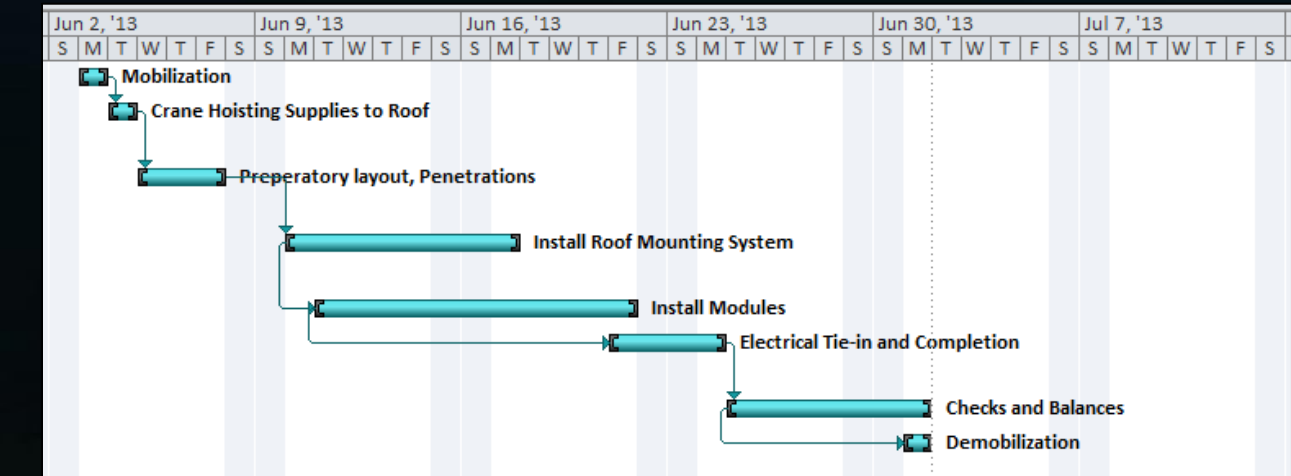 Jun 2, '13 Jun 9, '13 Jun 16, '13 Jun 23, '13 Jun 30, '13 Jul 7, '13
S M T W T F S S M T W T F S S M T W T F S S M T W T F S S M T W T F S S M T W T F S
Mobilization
Crane Hoisting Supplies to Roof
Preperatory layout, Penetrations
Install Roof Mounting System
Install Modules
Electrical Tie-in and Completion
Checks and Balances
Demobilization